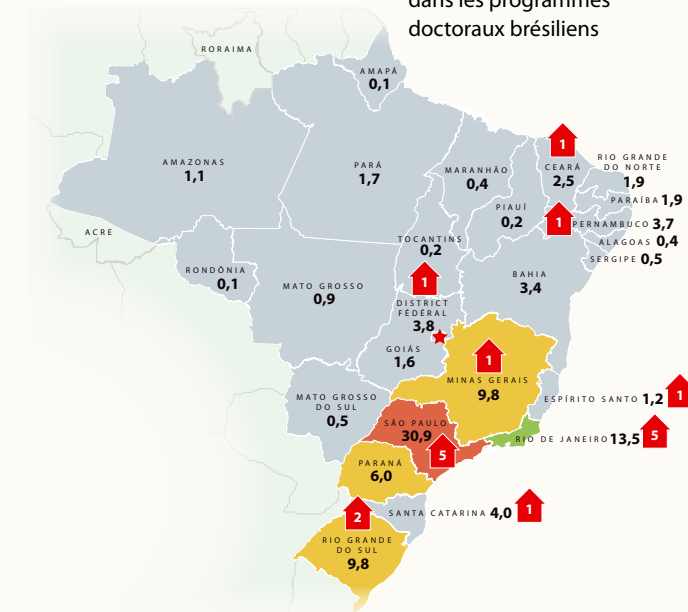 dans les programmes
doctoraux brésiliens
RORAIMA
AMAPÁ
0,1
AMAZONAS
1,1
PARÁ
1,7
MARANHÃO
0,4
1
CEARÁ
2,5
RIO GRANDE
DO NORTE
1,9
PARAÍBA 1,9
PIAUÍ
0,2
1
PERNAMBUCO 3,7
ALAGOAS 0,4
SERGIPE 0,5
ACRE
RONDÔNIA
0,1
MATO GROSSO
0,9
TOCANTINS
0,2
1
BAHIA
3,4
DISTRICT
FÉDÉRAL
3,8
GOIÁS
1,6
1
MINAS GERAIS
9,8
MATO GROSSO
DO SUL
0,5
ESPÍRITO SANTO 1,2 1
SÃO PAULO
30,9
5
RIO DE JANEIRO 13,5 5
PARANÁ
6,0
2
SANTA CATARINA 4,0 1
RIO GRANDE
DO SUL
9,8